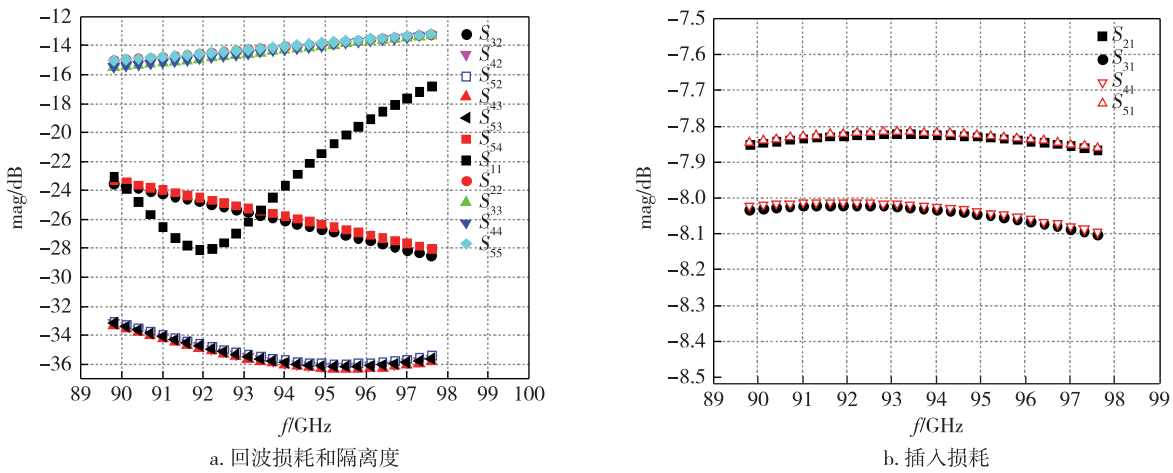 mag/dB
-12
-14
-16
-18
-20
-22
-24
-26
-28
-30
-32
-34
-36
89 90 91 92 93 94 95 96 97 98 99 100
f/GHz
S32
S42
S52
S43
S53
S54
S11
S22
S33
S44
S55
a. 回波损耗和隔离度
mag/dB
-7.5
-7.6
-7.7
-7.8
-7.9
-8.0
-8.1
-8.2
-8.3
-8.4
-8.5
89 90 91 92 93 94 95 96 97 98 99
f/GHz
S21
S31
S41
S51
b. 插入损耗